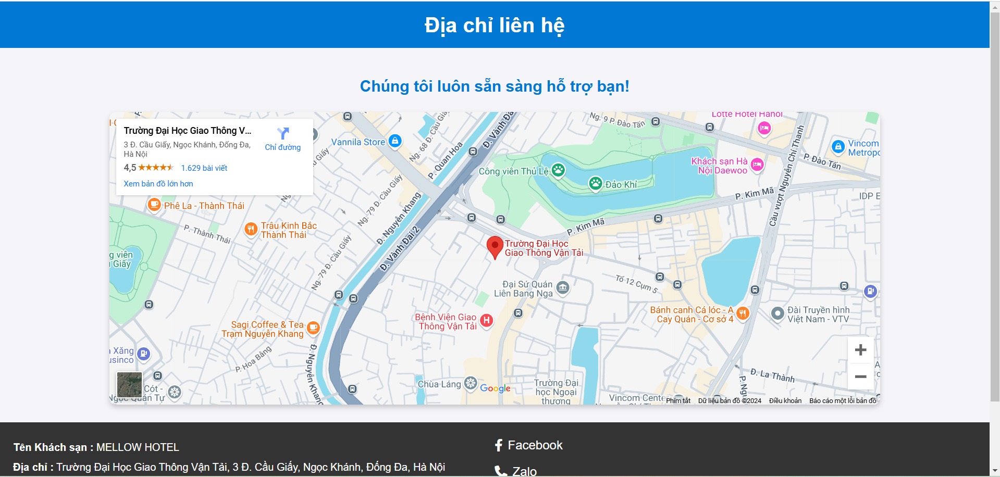 Địa chỉ liên hệ
Chúng tôi luôn sẵn sàng hỗ trợ bạn!
Trường Đại Học Giao Thông V...
3 Đ. Cầu Giấy, Ngọc Khánh, Đống Đa,
Hà Nội
4,5
1.629 bài viết
Xem bản đồ lớn hơn
Chỉ đường
Vannila Store
Ng. 68 Đ. Cầu Giấy
P. Quan Hoa
Đ. Vành Đa
Ng. 9 P. Đào Tấn
Lotte Hotel Hanoi
Vincom
Metropo
Khách sạn Hà
Nội Daewoo
P. Đào Tấn
Cầu vượt Nguyễn Chí Thanh
Công viên Thủ Lệ
Đảo Khỉ
P. Kim Mã
IDP E
Phê La - Thành Thái
Trâu Kinh Bắc
Thành Thái
P. Thành Thái
Ng. 79 Đ. Cầu Giấy
Đ. Nguyễn Khang
Đ. Vành Đai 2
P. Kim Mã
Trường Đại Học
Giao Thông Vận Tải
g viên
Giấy
Ng. 79 Đ. Cầu Giấy
Tổ 12 Cụm 5
Đại Sứ Quán
Liên Bang Nga
Bệnh Viện Giao
Thông Vận Tải
Bánh canh Cá lóc - A
Cay Quán - Cơ sở 4
Đài Truyền hình
Việt Nam - VTV
Sagi Coffee & Tea
Trạm Nguyễn Khang
Xăng
usinco
P. Hoa Bằng
Đ. Nguyễn Khang
Cót -
Ngọc Quán Tự
Chùa Láng
Google
Trường Đại
học Ngoại
thương
Vincom Cente
Đ. La Thành
P. Ngu
Phím tắt
Dữ liệu bản đồ ©2024
Điều khoản
Báo cáo một lỗi bản đồ
Tên Khách sạn : MELLOW HOTEL
Địa chỉ : Trường Đại Học Giao Thông Vận Tải, 3 Đ. Cầu Giấy, Ngọc Khánh, Đống Đa, Hà Nội
Facebook
Zalo